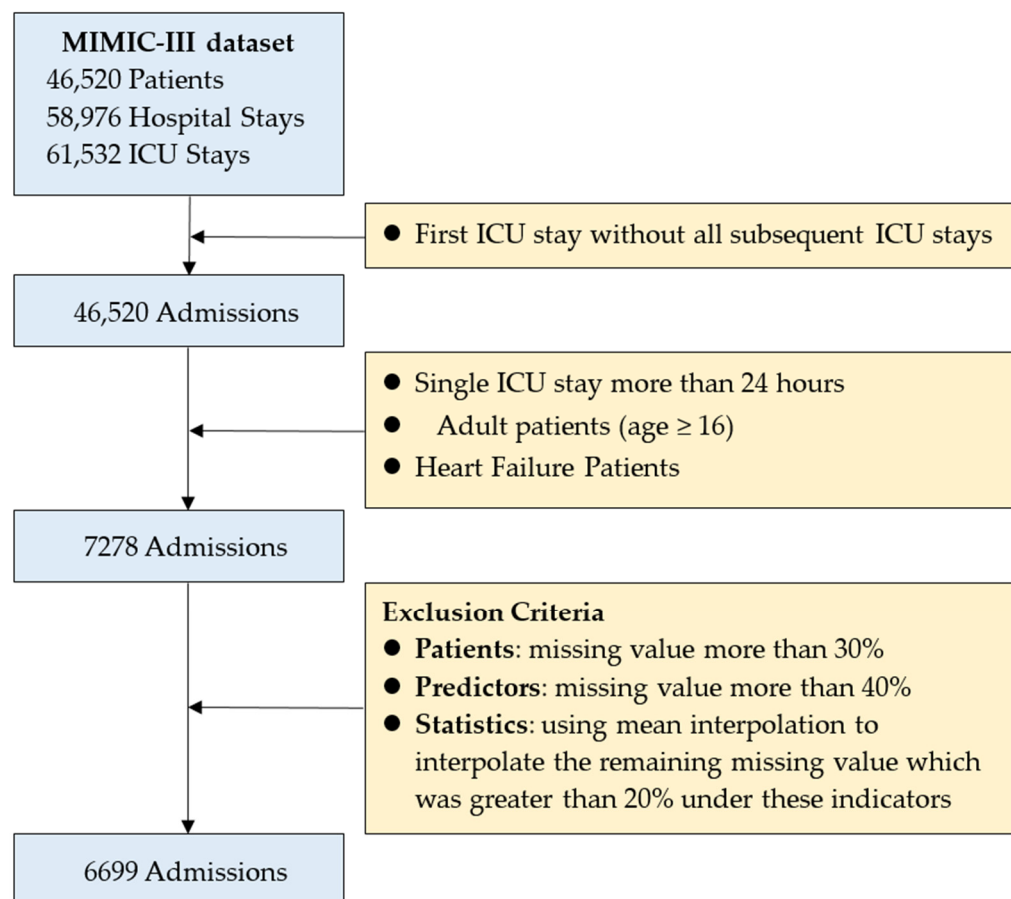 MIMIC-III dataset
46,520 Patients
58,976 Hospital Stays
61,532 ICU Stays
● First ICU stay without all subsequent ICU stays
46,520 Admissions
● Single ICU stay more than 24 hours
● Adult patients (age ≥ 16)
● Heart Failure Patients
7278 Admissions
Exclusion Criteria
● Patients: missing value more than 30%
● Predictors: missing value more than 40%
● Statistics: using mean interpolation to
interpolate the remaining missing value which
was greater than 20% under these indicators
6699 Admissions